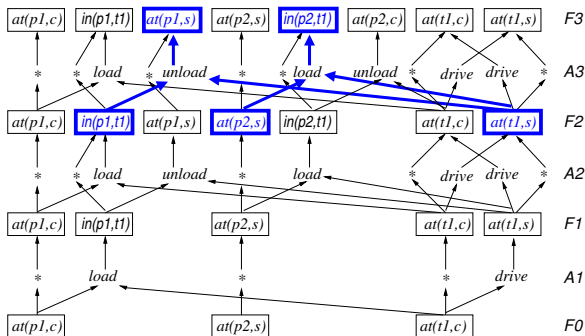 at(p1,c) in(p1,t1) at(p1,s) at(p2,s) in(p2,t1) at(p2,c) at(t1,c) at(t1,s) F3
* * load * unload * * load unload * drive drive * A3
at(p1,c) in(p1,t1) at(p1,s) at(p2,s) in(p2,t1) at(t1,c) at(t1,s) F2
* load * unload * load * drive drive * A2
at(p1,c) in(p1,t1) at(p2,s) at(t1,c) at(t1,s) F1
* load * * drive A1
at(p1,c) at(p2,s) at(t1,c) F0